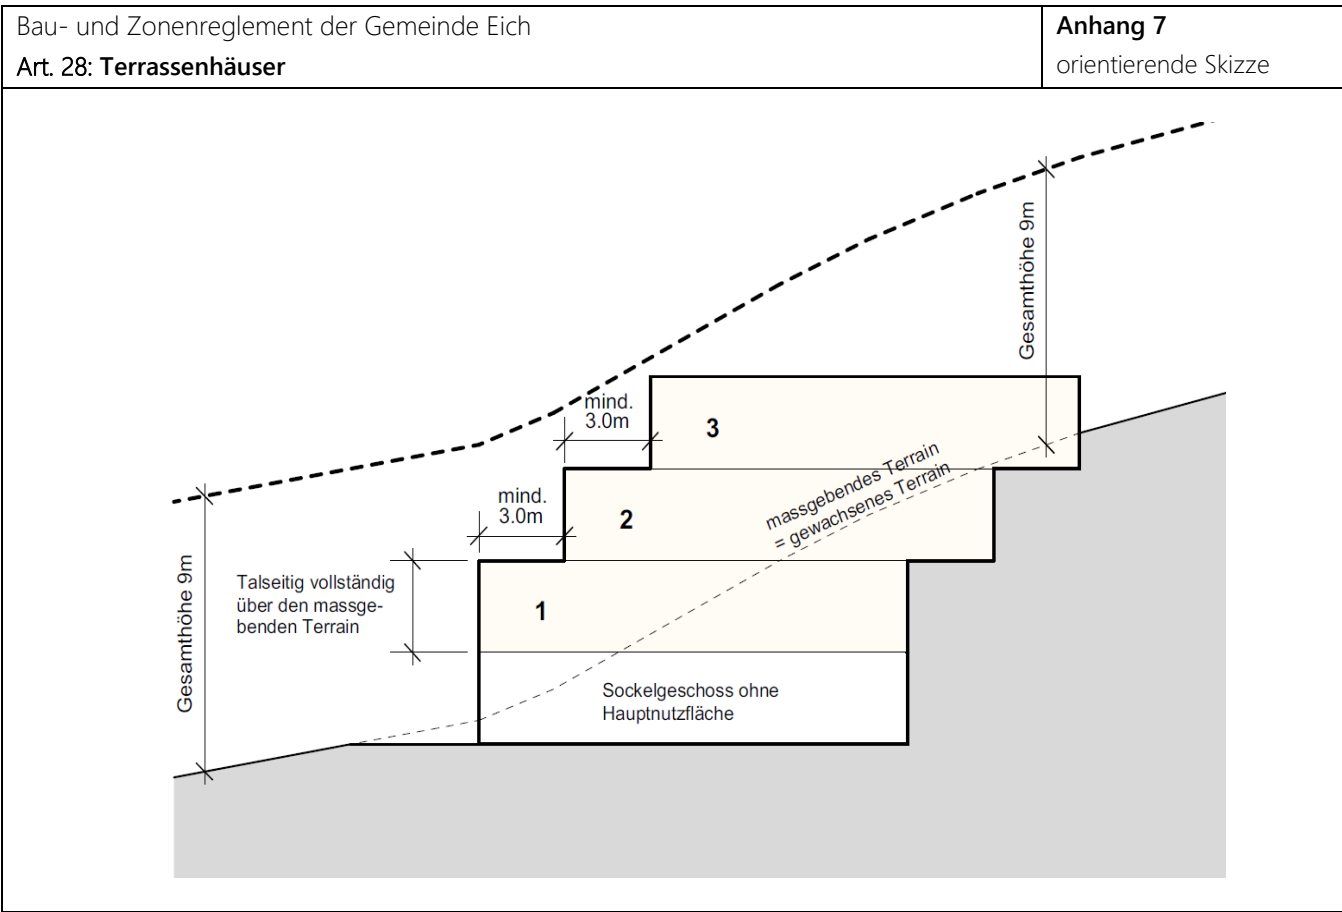 Bau- und Zonenreglement der Gemeinde Eich
Art. 28: Terrassenhäuser
Anhang 7
orientierende Skizze
Gesamthöhe 9m
mind.
3.0m
3
massgebendes Terrain
= gewachsenes Terrain
mind.
3.0m
2
Talseitig vollständig
über den massge-
benden Terrain
1
Gesamthöhe 9m
Sockelgeschoss ohne
Hauptnutzfläche